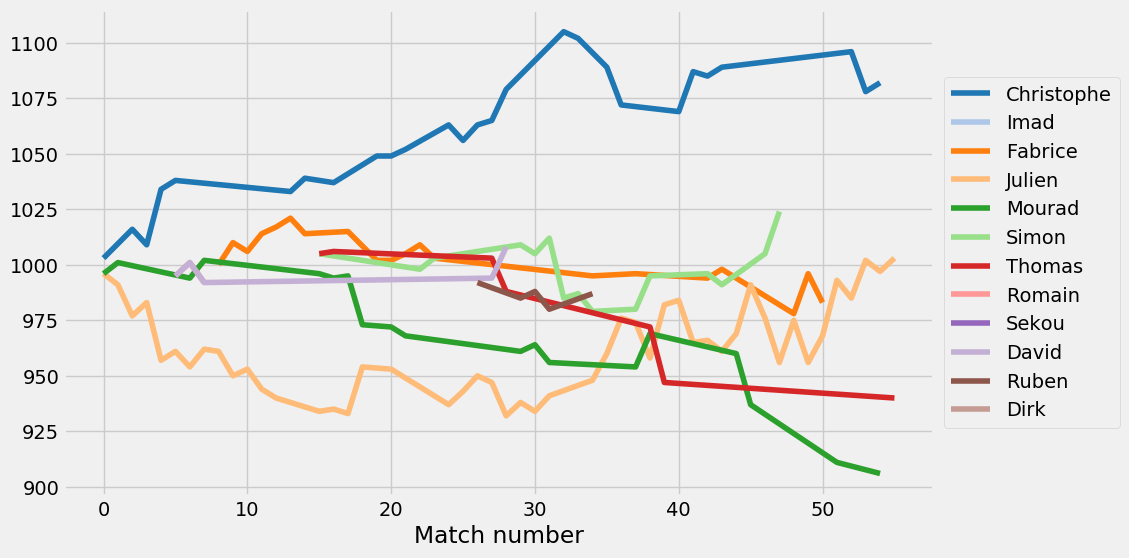 1100
1075
1050
1025
1000
975
950
925
900
0 10 20 30 40 50
Match number
Christophe
Imad
Fabrice
Julien
Mourad
Simon
Thomas
Romain
Sekou
David
Ruben
Dirk